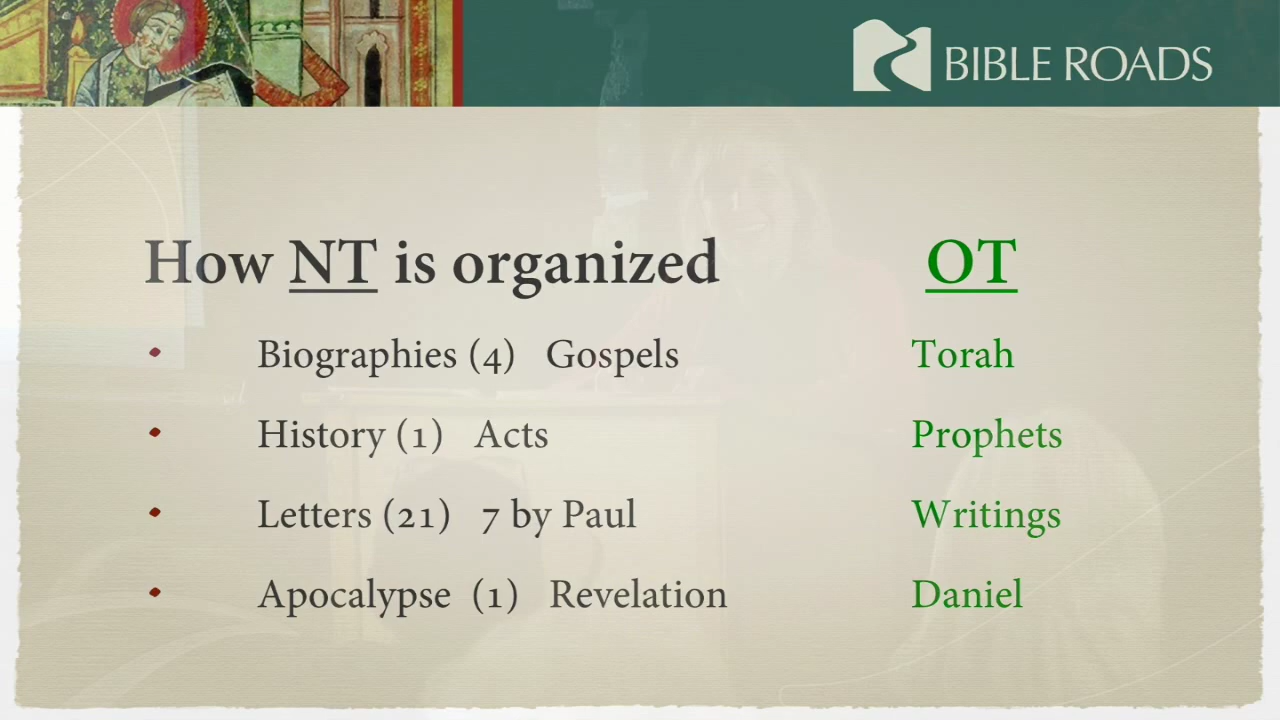 BIBLE ROADS
How NT is organized OT
• Biographies (4) Gospels Torah
• History (1) Acts Prophets
• Letters (21) 7 by Paul Writings
• Apocalypse (1) Revelation Daniel